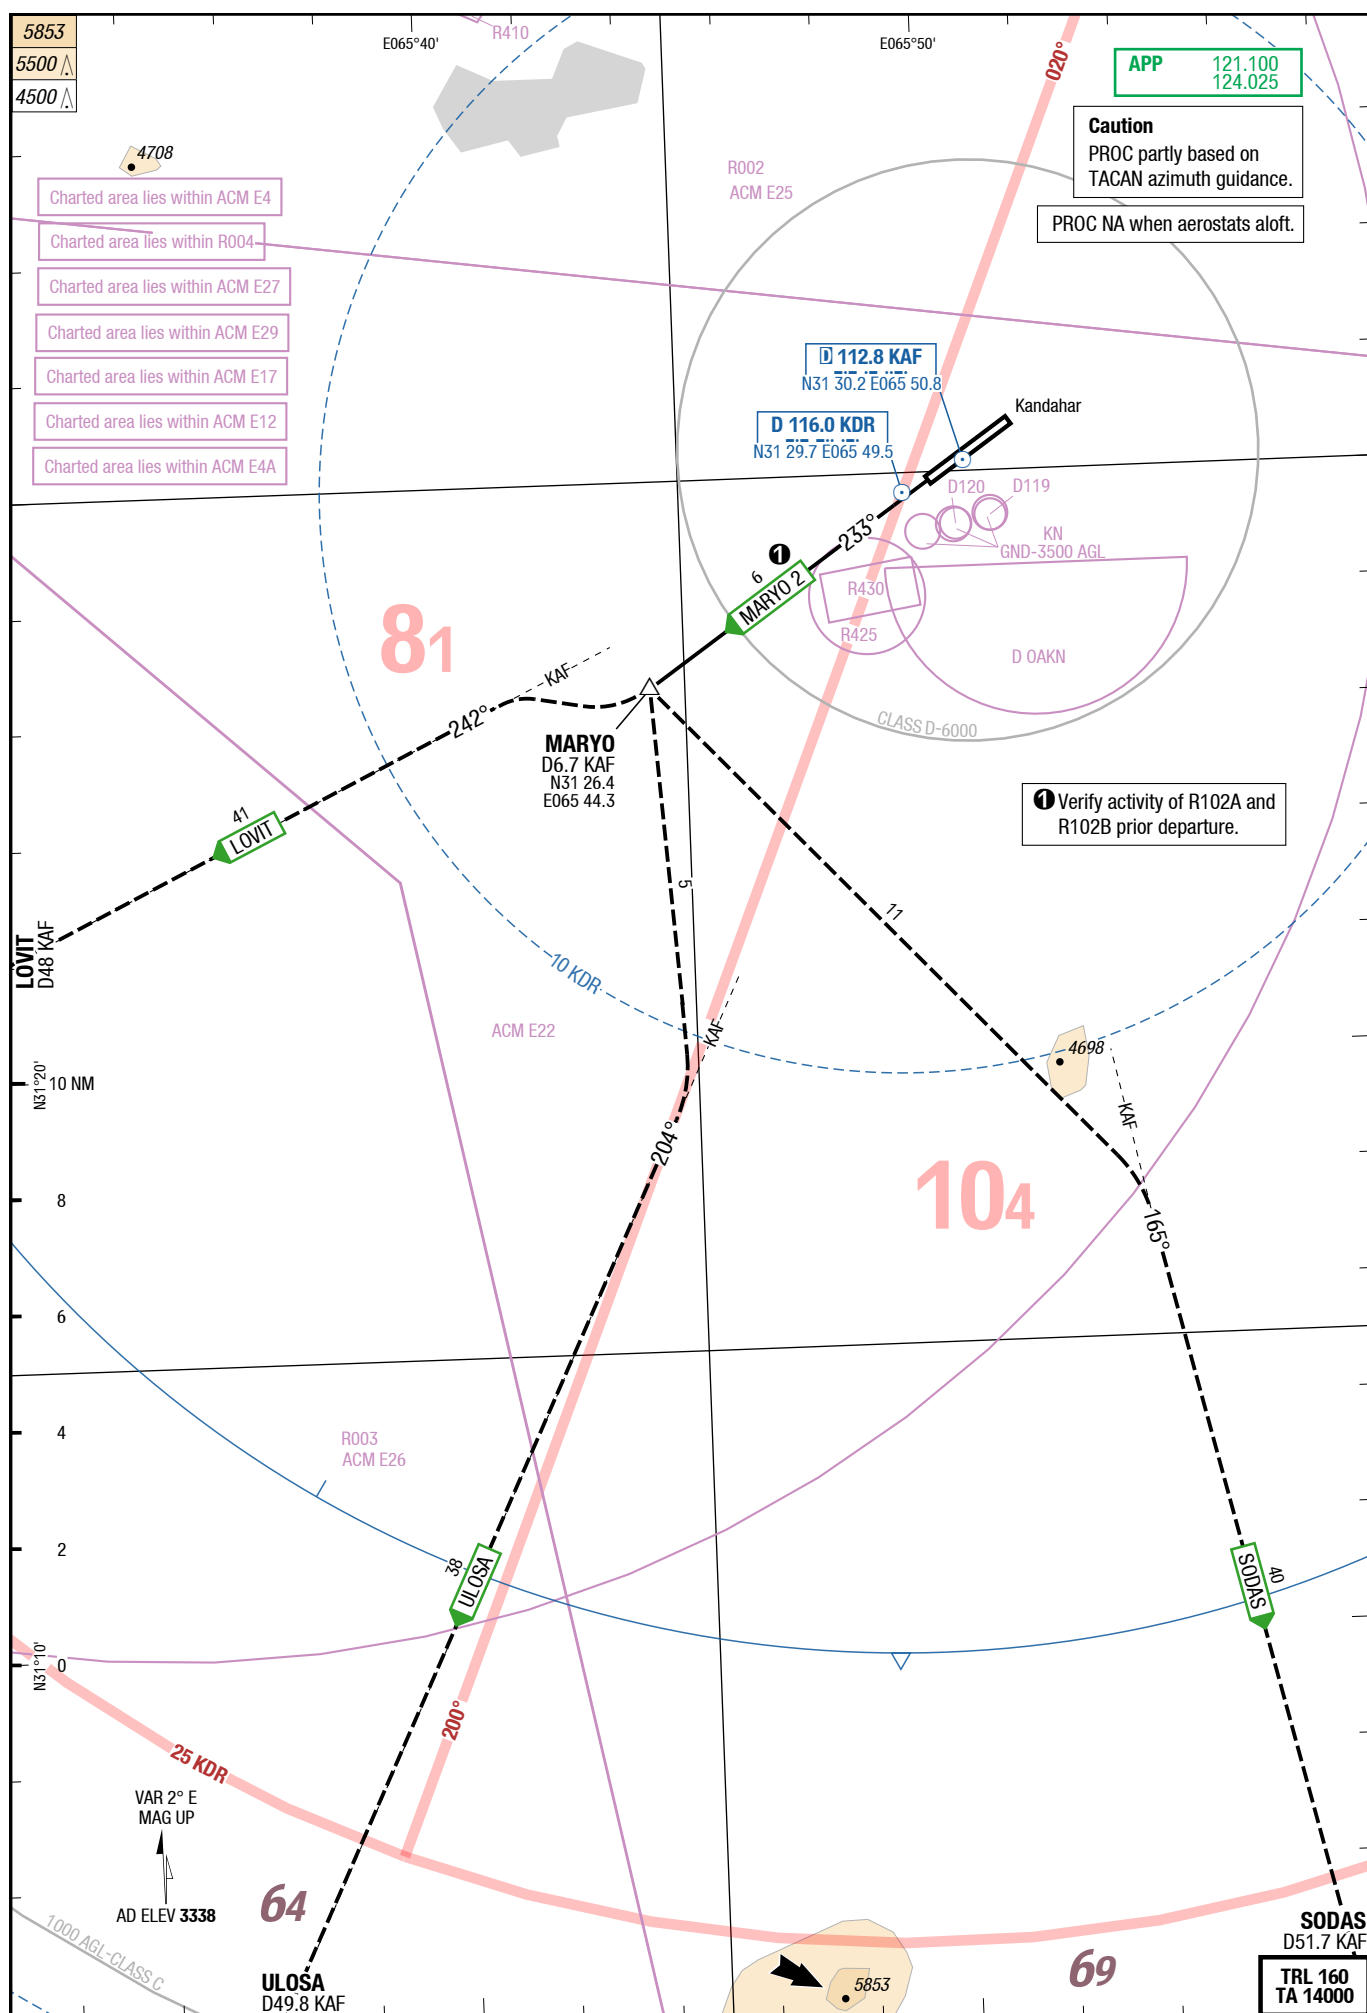 5853
5500
4500
R410
E065°40'
E065°50'
020°
APP 121.100
124.025
Caution
PROC partly based on
TACAN azimuth guidance.
PROC NA when aerostats aloft.
4708
R002
ACM E25
Charted area lies within ACM E4
Charted area lies within R004
Charted area lies within ACM E27
Charted area lies within ACM E29
Charted area lies within ACM E17
Charted area lies within ACM E12
Charted area lies within ACM E4A
D 112.8 KAF
N31 30.2 E065 50.8
Kandahar
D 116.0 KDR
N31 29.7 E065 49.5
D120
D119
KN
GND-3500 AGL
233°
1
6
MARYO 2
R430
R425
D OAKN
81
KAF
242°
MARYO
D6.7 KAF
N31 26.4
E065 44.3
CLASS D-6000
1 Verify activity of R102A and
R102B prior departure.
41
LOVIT
5
11
LOVIT
D48 KAF
10 KDR
ACM E22
KAF
4698
KAF
N31°20'
10 NM
204°
104
8
165°
6
4
R003
ACM E26
2
38
ULOSA
SODAS
40
N31°10'
0
200°
25 KDR
VAR 2° E
MAG UP
AD ELEV 3338
64
1000 AGL-CLASS C
ULOSA
D49.8 KAF
5853
69
SODAS
D51.7 KAF
TRL 160
TA 14000